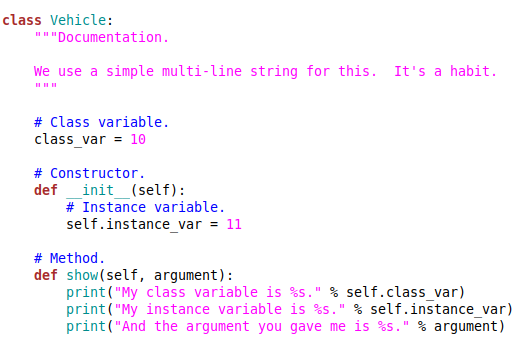 class Vehicle:
    """Documentation.

    We use a simple multi-line string for this.  It's a habit.
    """

    # Class variable.
    class_var = 10

    # Constructor.
    def __init__(self):
        # Instance variable.
        self.instance_var = 11

    # Method.
    def show(self, argument):
        print("My class variable is %s." % self.class_var)
        print("My instance variable is %s." % self.instance_var)
        print("And the argument you gave me is %s." % argument)